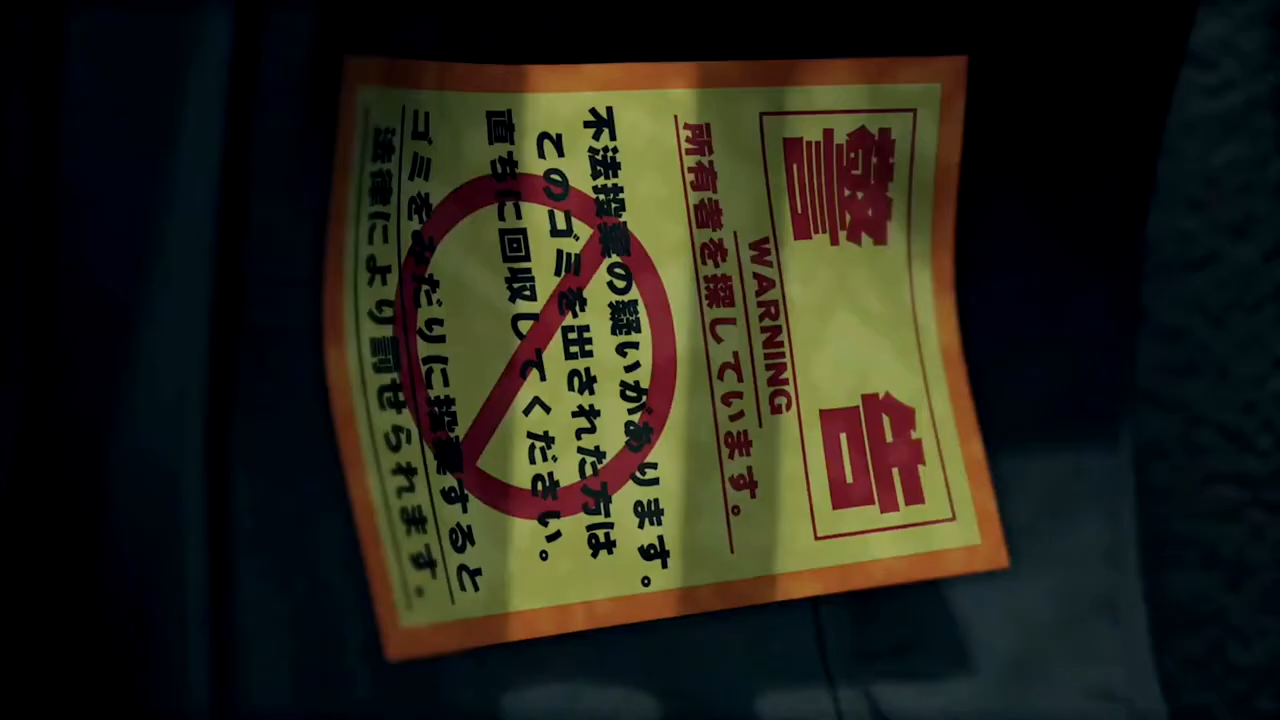 警告
WARNING
所有者を探しています。
不法投棄の疑いがあります。
このゴミを出された方は
直ちに回収してください。
ゴミをみだりに投棄すると
法律により罰せられます。